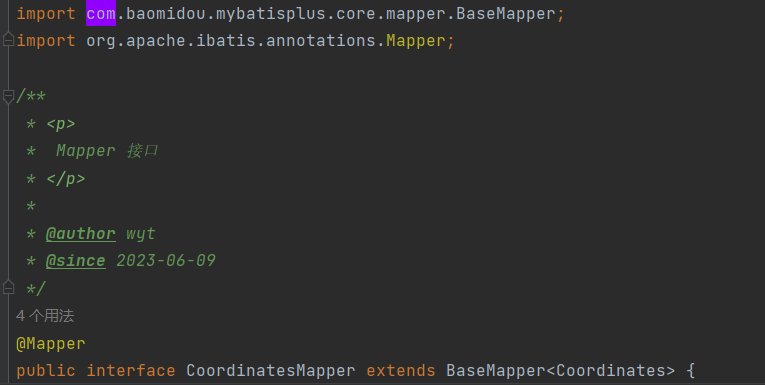 import com.baomidou.mybatisplus.core.mapper.BaseMapper;
import org.apache.ibatis.annotations.Mapper;
/**
 * <p>
 *  Mapper 接口
 * </p>
 *
 * @author wyt
 * @since 2023-06-09
 */
4 个用法
@Mapper
public interface CoordinatesMapper extends BaseMapper<Coordinates> {